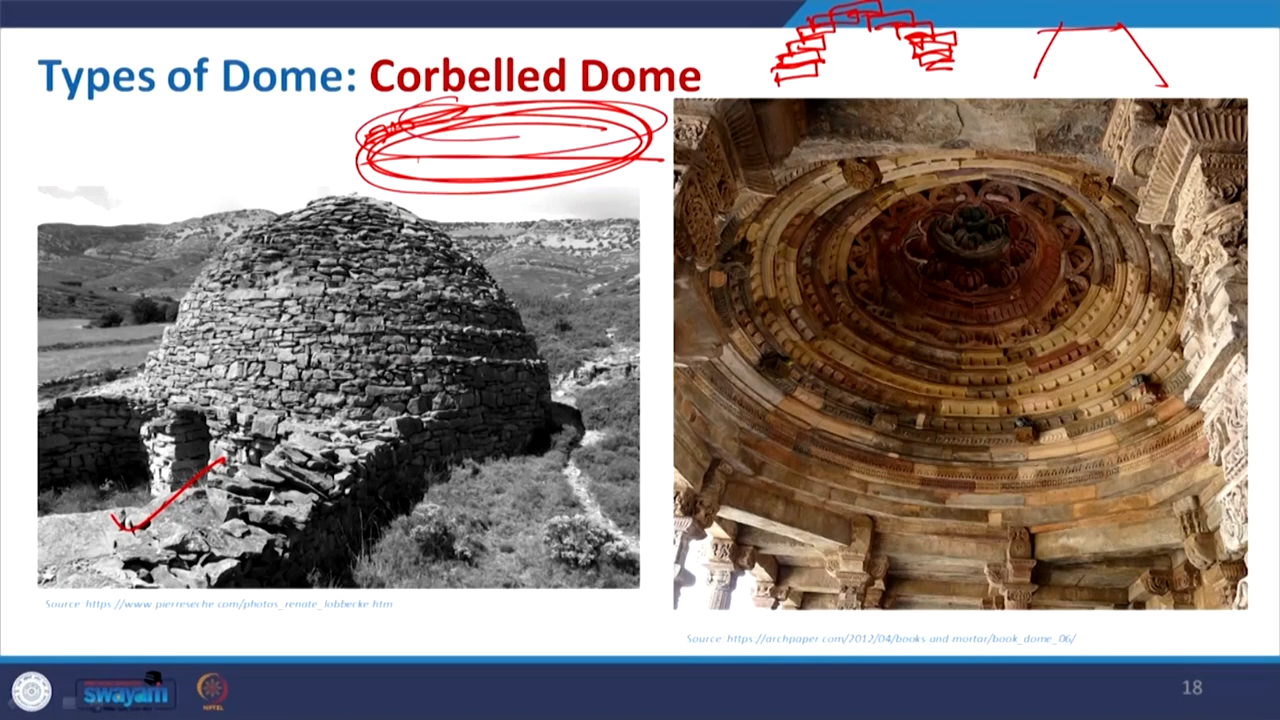 Types of Dome: Corbelled Dome
Source: https://www.pierreseche.com/photos_renate_lobbecke.htm
Source: https://archpaper.com/2012/04/books and mortar/book_dome_06/
swayam
18